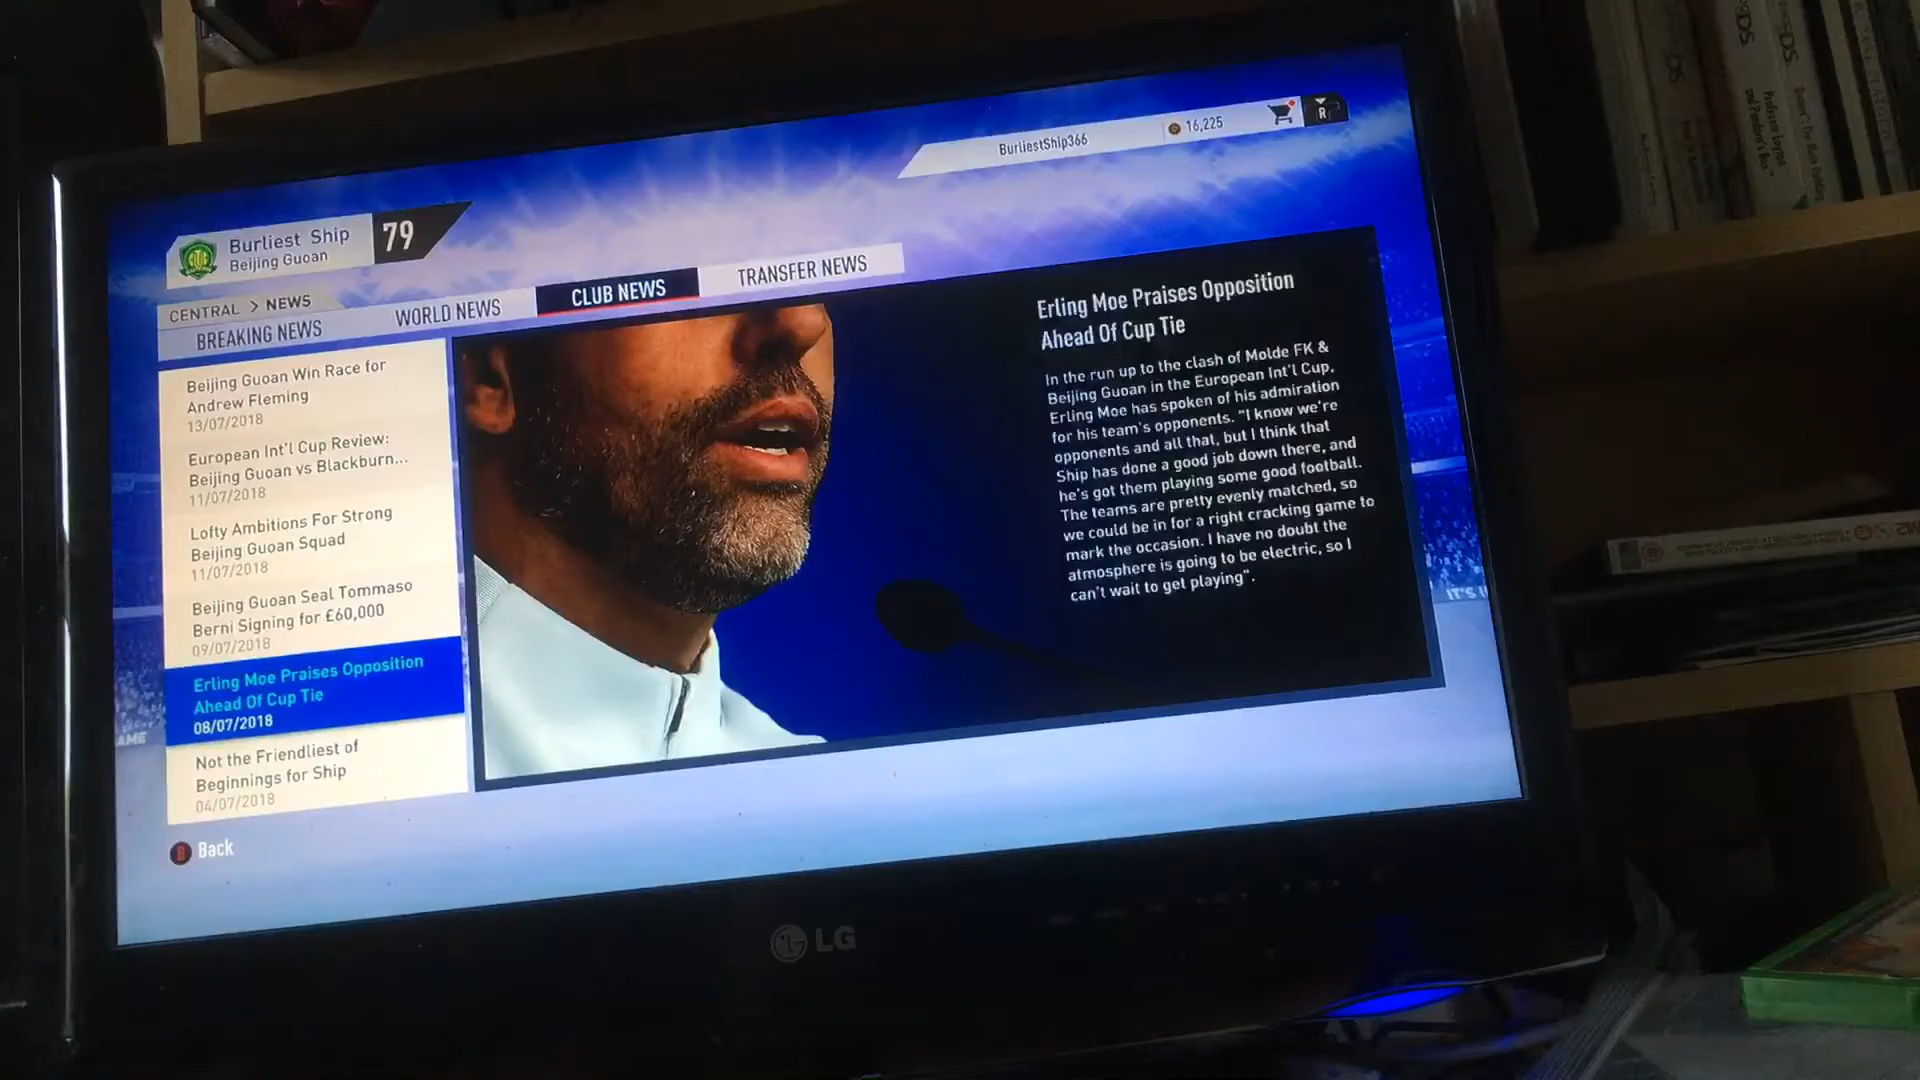 BurliestShip366
16,225
R
Burliest Ship
Beijing Guoan
79
CENTRAL > NEWS
BREAKING NEWS
WORLD NEWS
CLUB NEWS
TRANSFER NEWS
Beijing Guoan Win Race for
Andrew Fleming
13/07/2018
European Int'l Cup Review:
Beijing Guoan vs Blackburn...
11/07/2018
Lofty Ambitions For Strong
Beijing Guoan Squad
11/07/2018
Beijing Guoan Seal Tommaso
Berni Signing for £60,000
09/07/2018
Erling Moe Praises Opposition
Ahead Of Cup Tie
08/07/2018
Not the Friendliest of
Beginnings for Ship
04/07/2018
Erling Moe Praises Opposition
Ahead Of Cup Tie
In the run up to the clash of Molde FK &
Beijing Guoan in the European Int'l Cup,
Erling Moe has spoken of his admiration
for his team's opponents. "I know we're
opponents and all that, but I think that
Ship has done a good job down there, and
he's got them playing some good football.
The teams are pretty evenly matched, so
we could be in for a right cracking game to
mark the occasion. I have no doubt the
atmosphere is going to be electric, so I
can't wait to get playing".
AME
IT'S
B Back
LG
DS
DS
Professor Layton
and Pandora's Box